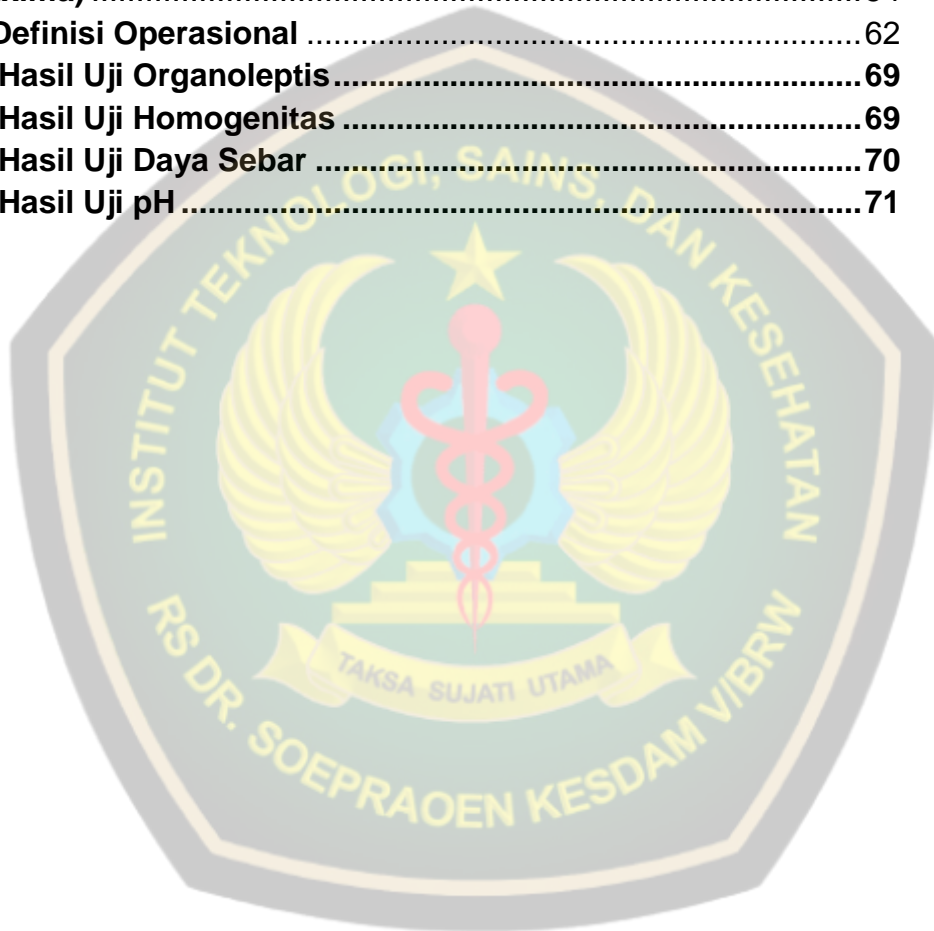 Definisi Operasional ............................................................... 62
Hasil Uji Organoleptis............................................................ 69
Hasil Uji Homogenitas ........................................................... 69
Hasil Uji Daya Sebar .............................................................. 70
Hasil Uji pH............................................................................. 71
INSTITUT TEKNOLOGI, SAINS, DAN KESEHATAN
TAKSA SUJATI UTAMA
RS DR. SOEPRAOEN KESDAM V/BRW